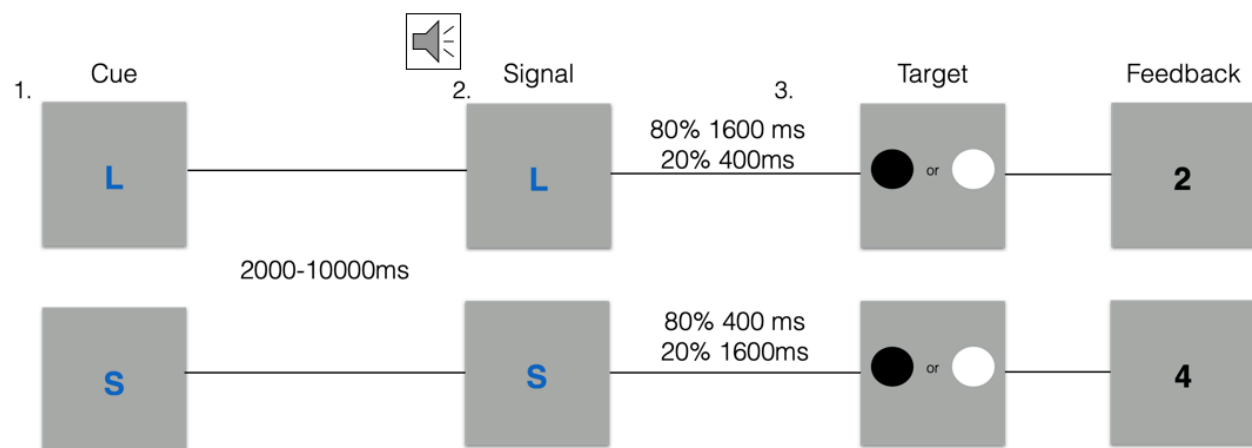 Cue
Signal
Target
Feedback
1.
2.
3.
L
L
80% 1600 ms
20% 400ms
or
2
2000-10000ms
S
S
80% 400 ms
20% 1600ms
or
4